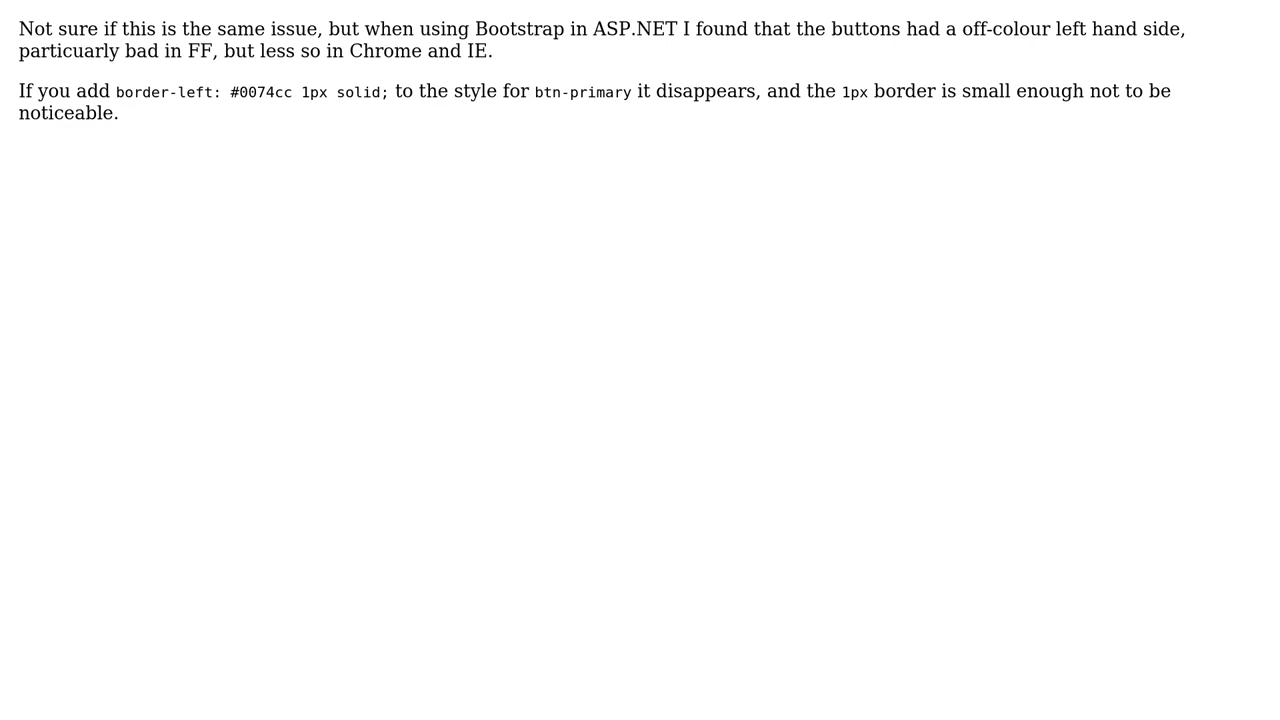 Not sure if this is the same issue, but when using Bootstrap in ASP.NET I found that the buttons had a off-colour left hand side,
particuarly bad in FF, but less so in Chrome and IE.
If you add border-left: #0074cc 1px solid; to the style for btn-primary it disappears, and the 1px border is small enough not to be
noticeable.